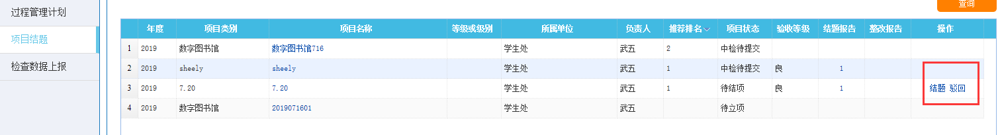 查询
过程管理计划
项目结题
检查数据上报
年度 项目类别 项目名称 等级或级别 所属单位 负责人 推荐排名 项目状态 验收等级 结题报告 整改报告 操作
1 2019 数字图书馆 数字图书馆716 学生处 武五 2 中检待提交
2 2019 sheely sheely 学生处 武五 1 中检待提交 良 1
3 2019 7.20 7.20 学生处 武五 1 待结项 良 1 结题 驳回
4 2019 数字图书馆 2019071601 学生处 武五 待立项